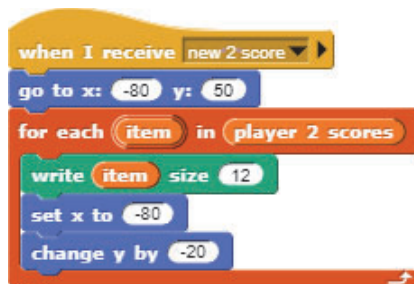 when I receive new 2 score
go to x: -80 y: 50
for each item in player 2 scores
write item size 12
set x to -80
change y by -20